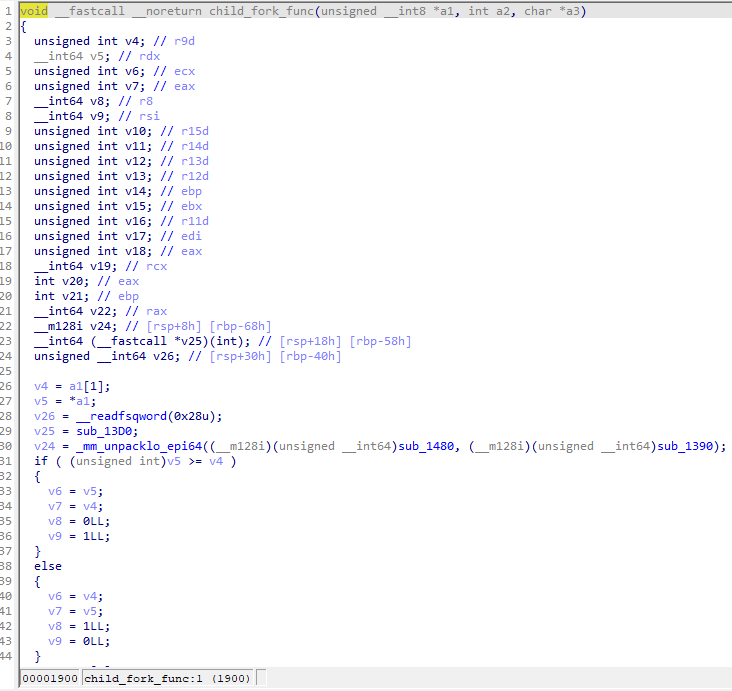 1 void __fastcall __noreturn child_fork_func(unsigned __int8 *a1, int a2, char *a3)
2 {
3 unsigned int v4; // r9d
4 __int64 v5; // rdx
5 unsigned int v6; // ecx
6 unsigned int v7; // eax
7 __int64 v8; // r8
8 __int64 v9; // rsi
9 unsigned int v10; // r15d
10 unsigned int v11; // r14d
11 unsigned int v12; // r13d
12 unsigned int v13; // r12d
13 unsigned int v14; // ebp
14 unsigned int v15; // ebx
15 unsigned int v16; // r11d
16 unsigned int v17; // edi
17 unsigned int v18; // eax
18 __int64 v19; // rcx
19 int v20; // eax
20 int v21; // ebp
21 __int64 v22; // rax
22 __m128i v24; // [rsp+8h] [rbp-68h]
23 __int64 (__fastcall *v25)(int); // [rsp+18h] [rbp-58h]
24 unsigned __int64 v26; // [rsp+30h] [rbp-40h]
25
26 v4 = a1[1];
27 v5 = *a1;
28 v26 = __readfsqword(0x28u);
29 v25 = sub_13D0;
30 v24 = _mm_unpacklo_epi64((__m128i)(unsigned __int64)sub_1480, (__m128i)(unsigned __int64)sub_1390);
31 if ( (unsigned int)v5 >= v4 )
32 {
33 v6 = v5;
34 v7 = v4;
35 v8 = 0LL;
36 v9 = 1LL;
37 }
38 else
39 {
40 v6 = v4;
41 v7 = v5;
42 v8 = 1LL;
43 v9 = 0LL;
44 }
00001900 child_fork_func:1 (1900)